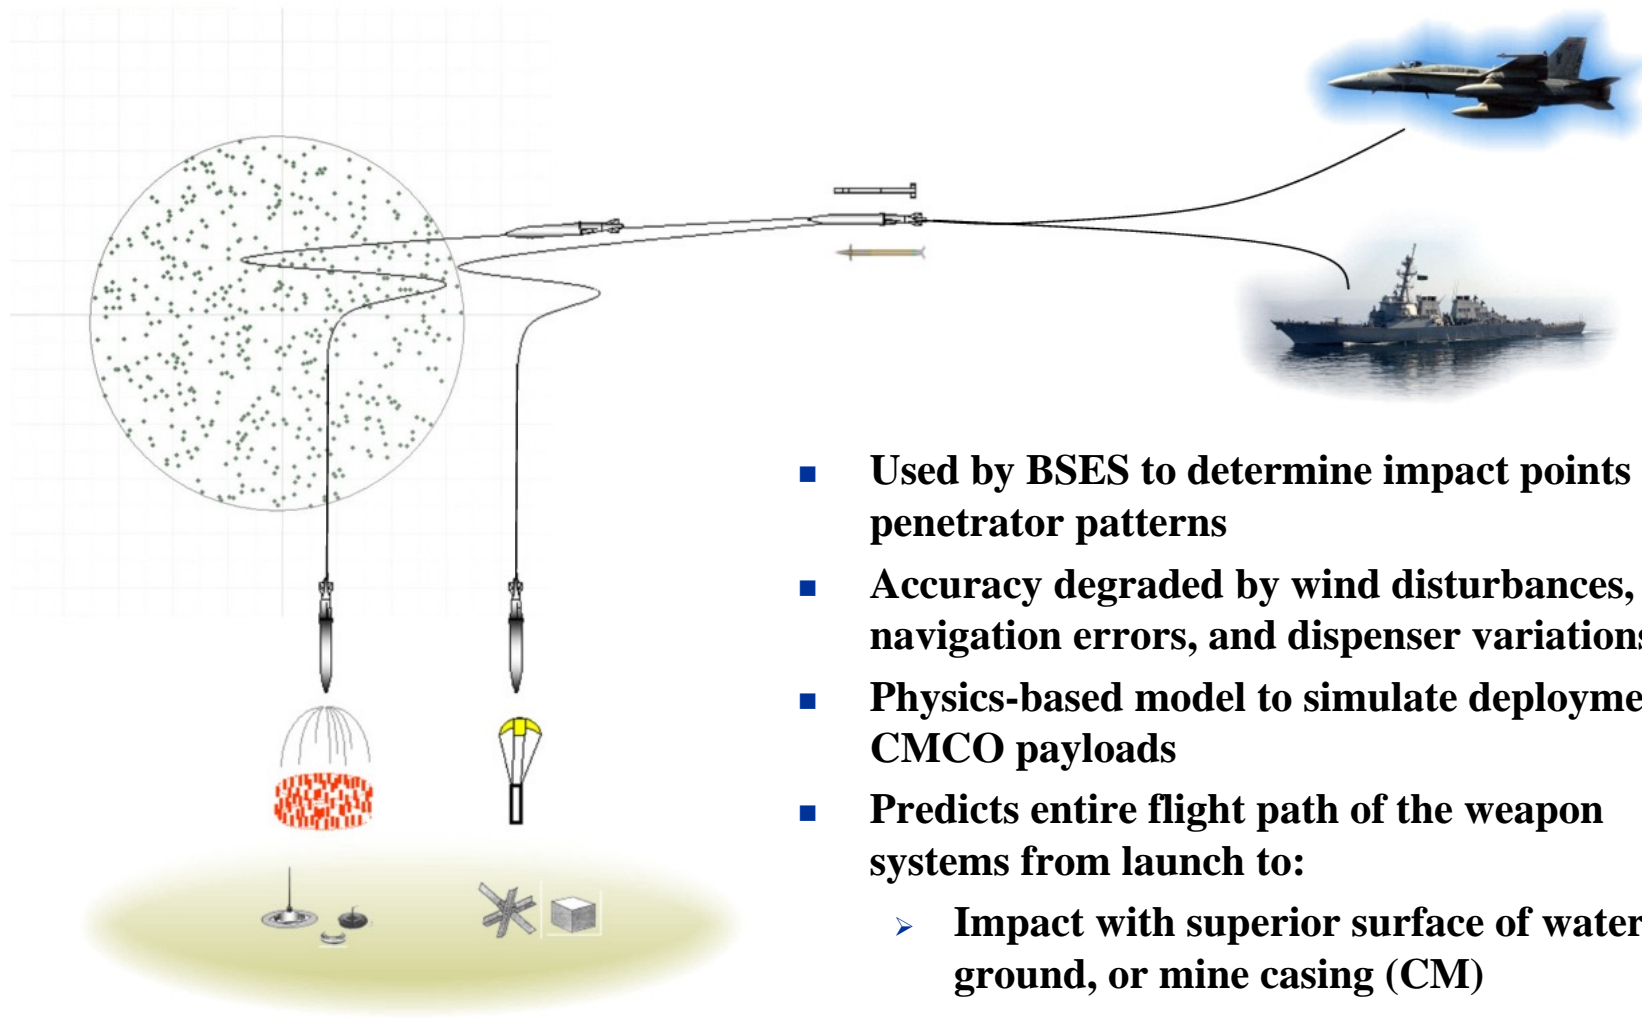 Used by BSES to determine impact points
penetrator patterns
Accuracy degraded by wind disturbances,
navigation errors, and dispenser variations
Physics-based model to simulate
CMCO payloads
Predicts entire flight path of the weapon
systems from launch to:
Impact with superior surface of water
ground, or mine casing (CM)